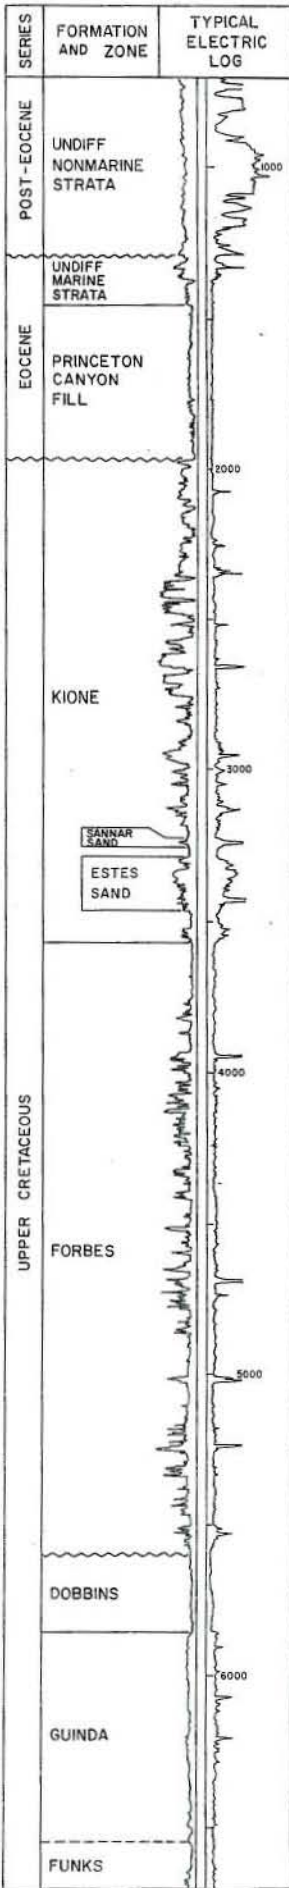 SERIES
FORMATION
AND ZONE
TYPICAL
ELECTRIC
LOG
POST-EOCENE
UNDIFF
NONMARINE
STRATA
1000
EOCENE
UNDIFF
MARINE
STRATA
PRINCETON
CANYON
FILL
2000
UPPER CRETACEOUS
KIONE
3000
SANNAR
SAND
ESTES
SAND
4000
FORBES
5000
DOBBINS
6000
GUINDA
FUNKS